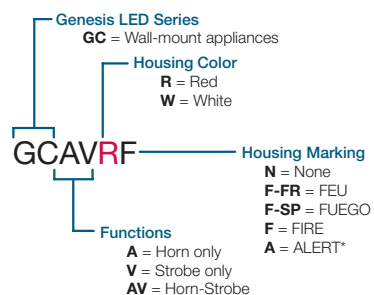 Genesis LED Series
GC = Wall-mount appliances
Housing Color
R = Red
W = White
GCAVRF
Housing Marking
N = None
F-FR = FEU
F-SP = FUEGO
F = FIRE
A = ALERT*
Functions
A = Horn only
V = Strobe only
AV = Horn-Strobe